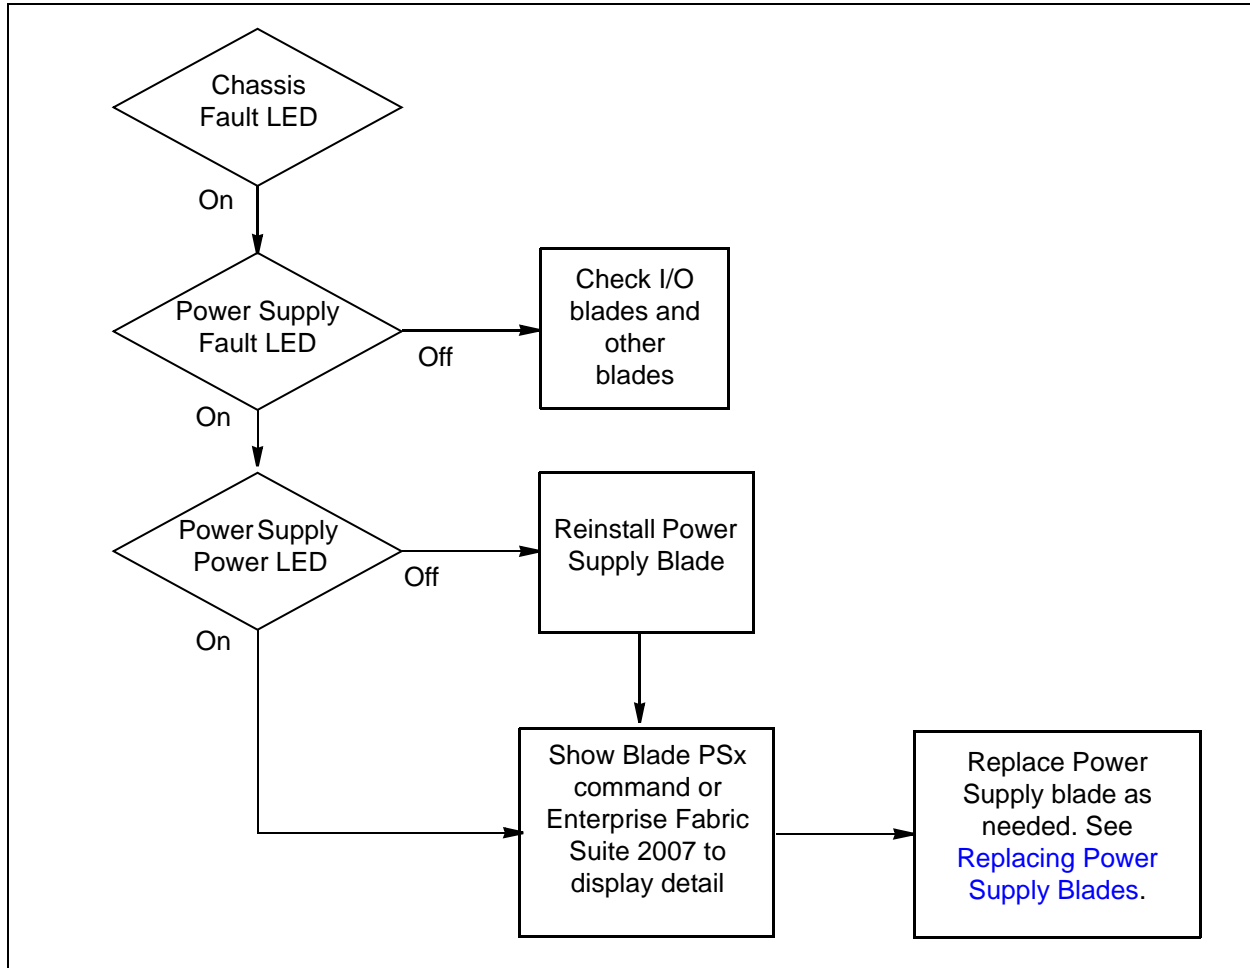 Chassis
Fault LED
On
Power Supply
Fault LED
Off
Check I/O
blades and
other
blades
On
Power Supply
Power LED
Off
Reinstall Power
Supply Blade
On
Show Blade PSx
command or
Enterprise Fabric
Suite 2007 to
display detail
Replace Power
Supply blade as
needed. See
Replacing Power
Supply Blades.